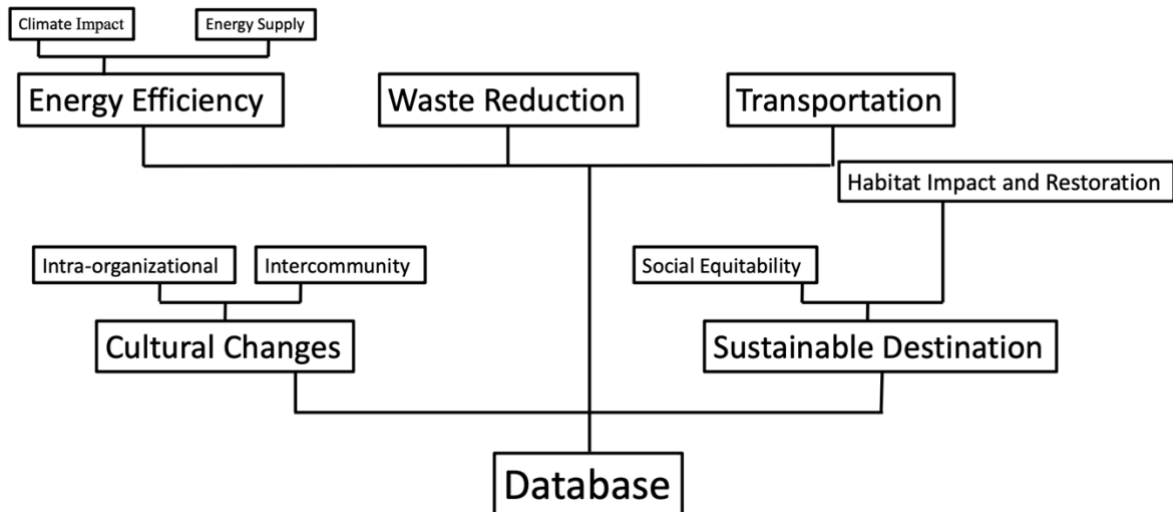 Climate Impact
Energy Supply
Energy Efficiency
Waste Reduction
Transportation
Habitat Impact and Restoration
Intra-organizational
Intercommunity
Social Equitability
Cultural Changes
Sustainable Destination
Database